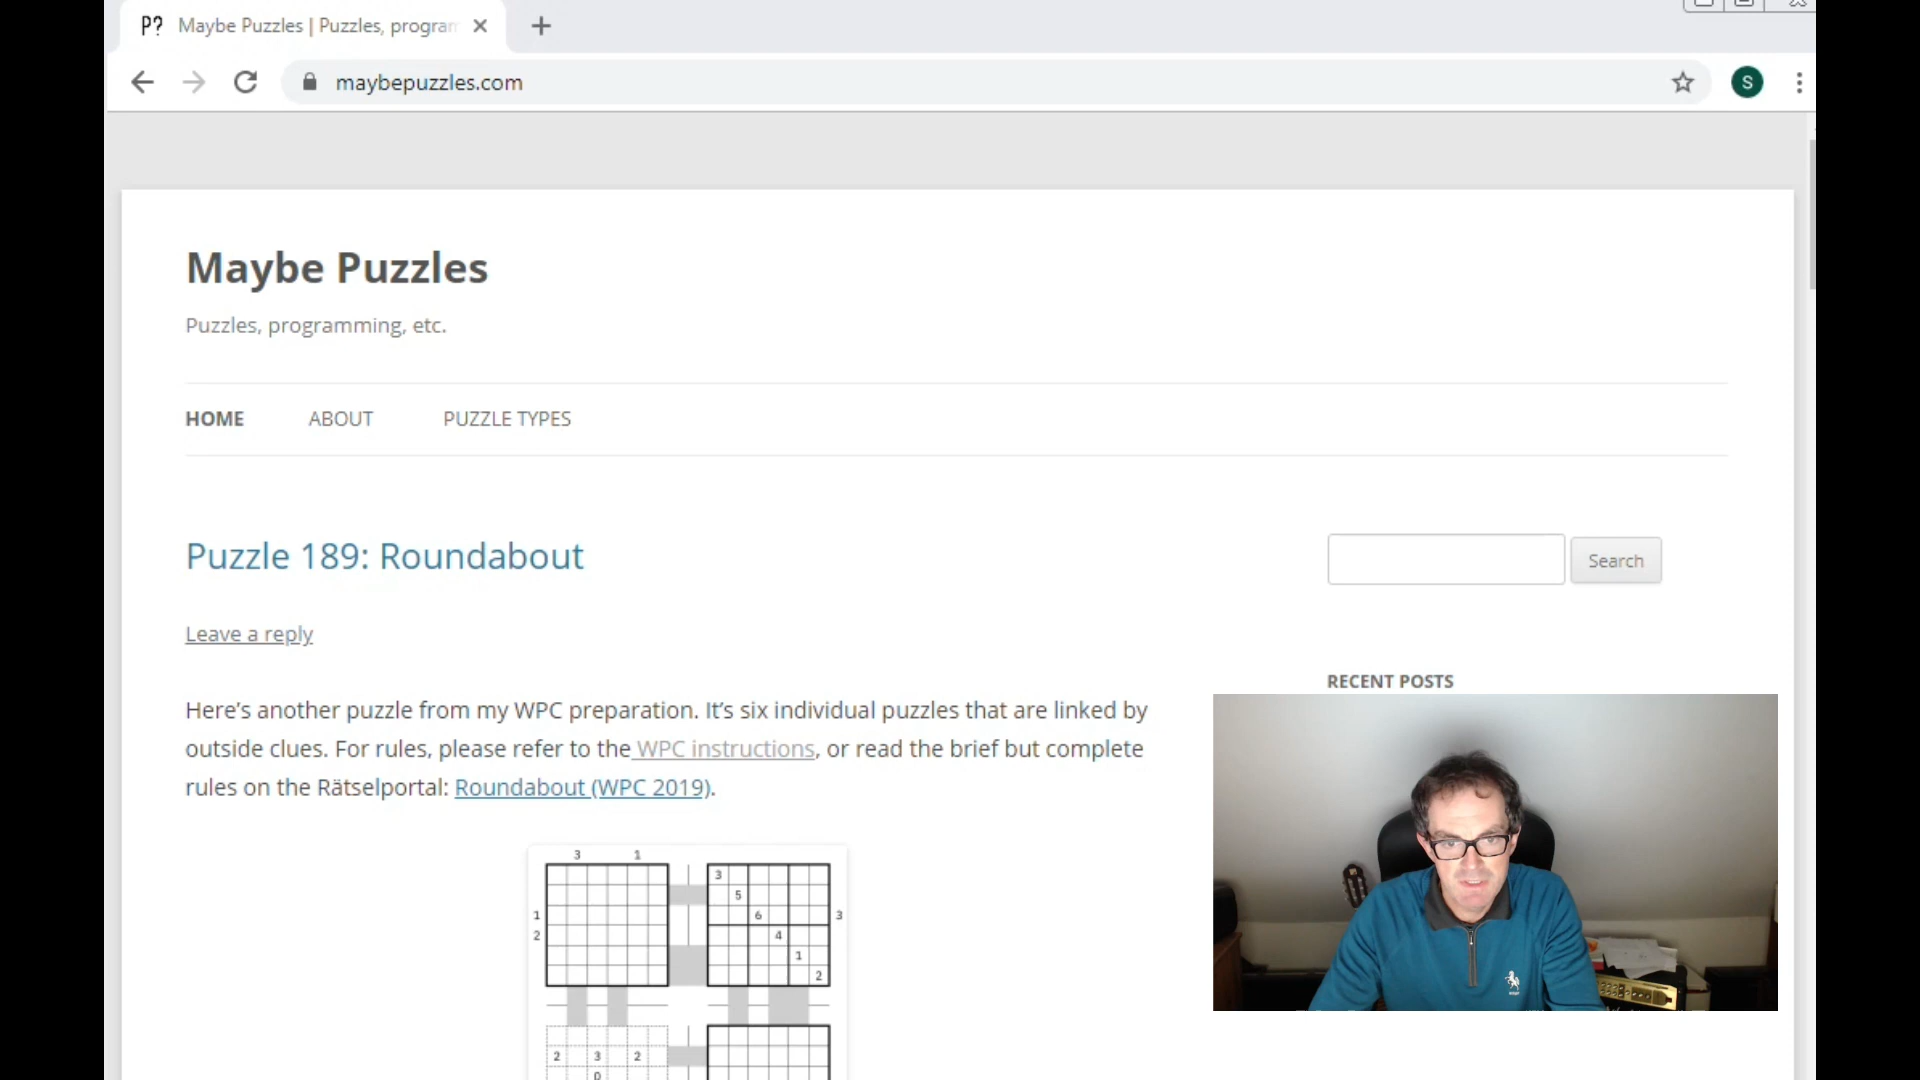 P? Maybe Puzzles | Puzzles, program
maybepuzzles.com
S
Maybe Puzzles
Puzzles, programming, etc.
HOME ABOUT PUZZLE TYPES
Puzzle 189: Roundabout
Search
Leave a reply
RECENT POSTS
Here's another puzzle from my WPC preparation. It's six individual puzzles that are linked by
outside clues. For rules, please refer to the WPC instructions, or read the brief but complete
rules on the Rätselportal: Roundabout (WPC 2019).
3 1
3
5
1 6 3
2 4
1
2
2 3 2
0